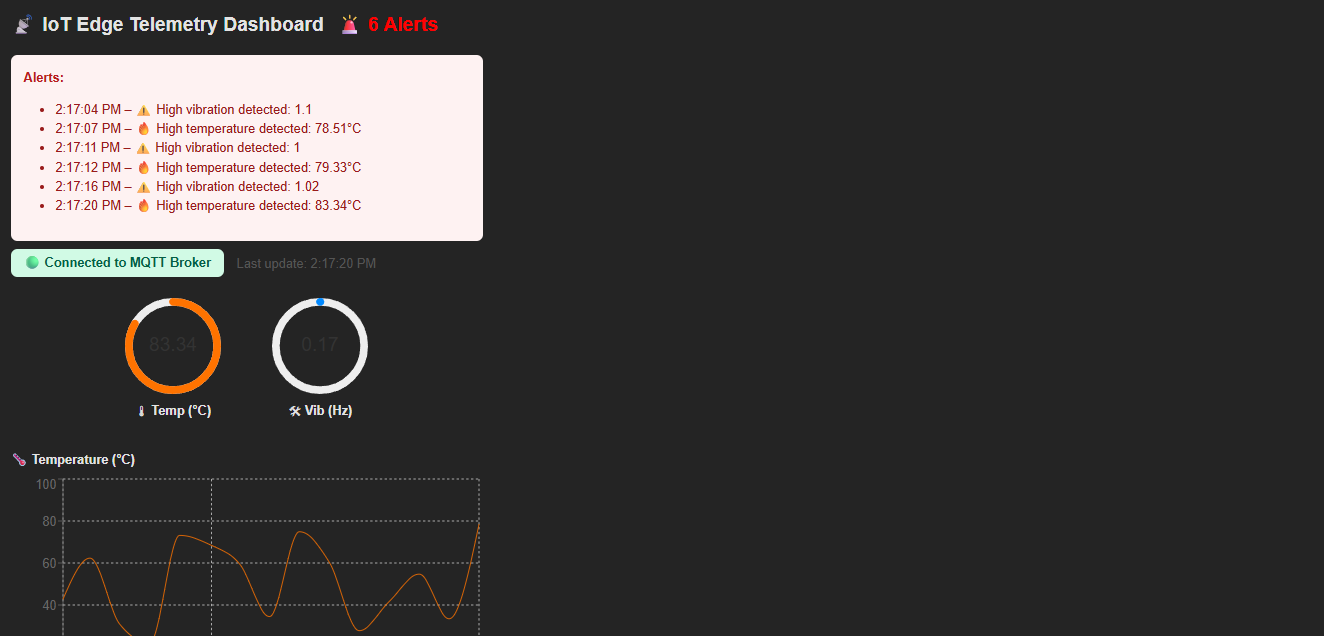 IoT Edge Telemetry Dashboard 🚨 6 Alerts
Alerts:
2:17:04 PM – ⚠️ High vibration detected: 1.1
2:17:07 PM – 🔥 High temperature detected: 78.51°C
2:17:11 PM – ⚠️ High vibration detected: 1
2:17:12 PM – 🔥 High temperature detected: 79.33°C
2:17:16 PM – ⚠️ High vibration detected: 1.02
2:17:20 PM – 🔥 High temperature detected: 83.34°C
Connected to MQTT Broker Last update: 2:17:20 PM
83.34 0.17
Temp (°C) Vib (Hz)
Temperature (°C)
100
80
60
40